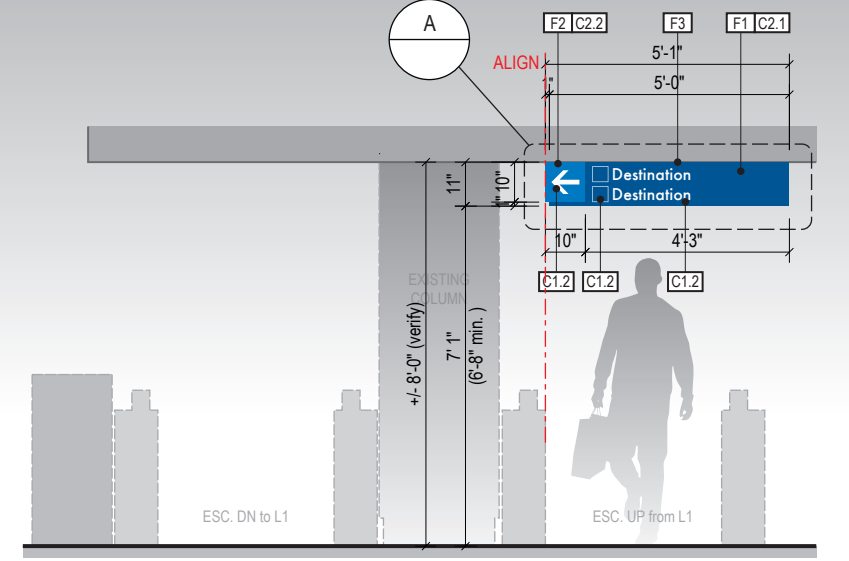 A
F2 C2.2
F3
F1 C2.1
ALIGN
5'-1"
1"
5'-0"
11"
1" 10"
Destination
Destination
10"
4'-3"
C1.2
C1.2
C1.2
EXISTING
COLUMN
+/- 8'-0" (verify)
7' 1"
(6'-8" min. )
ESC. DN to L1
ESC. UP from L1